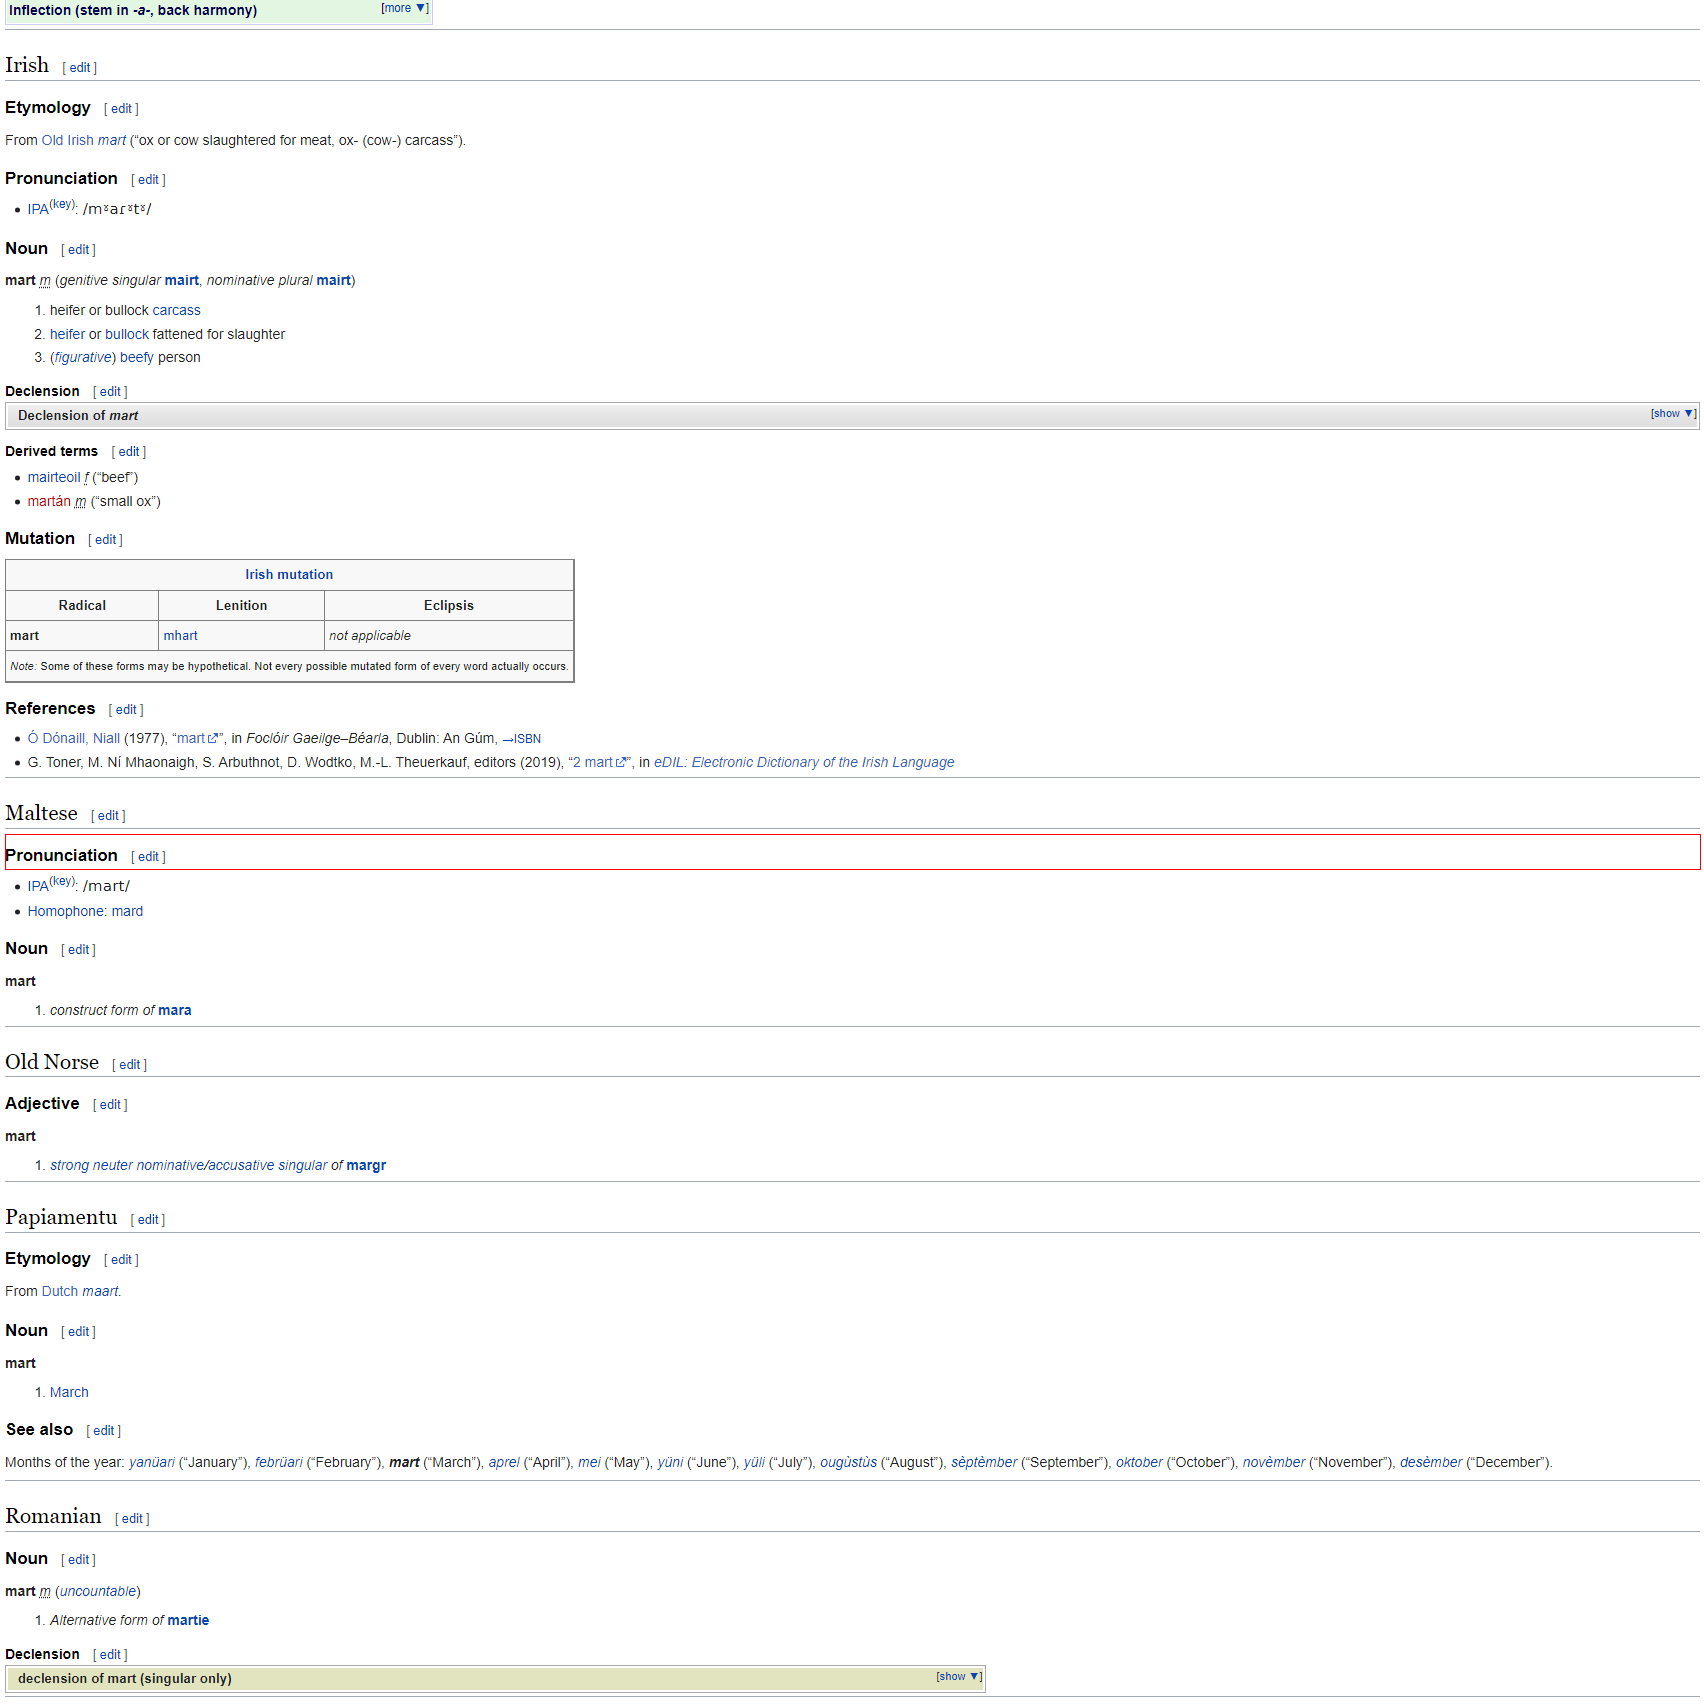 Inflection (stem in -a-, back harmony) [more ▼]
Irish [ edit ]
Etymology [ edit ]
From Old Irish mart (“ox or cow slaughtered for meat, ox- (cow-) carcass”).
Pronunciation [ edit ]
• IPA(key): /mˠaɾˠtˠ/
Noun [ edit ]
mart m (genitive singular mairt, nominative plural mairt)
1. heifer or bullock carcass
2. heifer or bullock fattened for slaughter
3. (figurative) beefy person
Declension [ edit ]
Declension of mart [show ▼]
Derived terms [ edit ]
• mairteoil f (“beef”)
• martán m (“small ox”)
Mutation [ edit ]
Irish mutation
Radical Lenition Eclipsis
mart mhart not applicable
Note: Some of these forms may be hypothetical. Not every possible mutated form of every word actually occurs.
References [ edit ]
• Ó Dónaill, Niall (1977), “mart”, in Foclóir Gaeilge–Béarla, Dublin: An Gúm, →ISBN
• G. Toner, M. Ní Mhaonaigh, S. Arbuthnot, D. Wodtko, M.-L. Theuerkauf, editors (2019), “2 mart”, in eDIL: Electronic Dictionary of the Irish Language
Maltese [ edit ]
Pronunciation [ edit ]
• IPA(key): /mart/
• Homophone: mard
Noun [ edit ]
mart
1. construct form of mara
Old Norse [ edit ]
Adjective [ edit ]
mart
1. strong neuter nominative/accusative singular of margr
Papiamentu [ edit ]
Etymology [ edit ]
From Dutch maart.
Noun [ edit ]
mart
1. March
See also [ edit ]
Months of the year: yanüari (“January”), febrüari (“February”), mart (“March”), aprel (“April”), mei (“May”), yüni (“June”), yüli (“July”), ougùstùs (“August”), sèptèmber (“September”), oktober (“October”), novèmber (“November”), desèmber (“December”).
Romanian [ edit ]
Noun [ edit ]
mart m (uncountable)
1. Alternative form of martie
Declension [ edit ]
declension of mart (singular only) [show ▼]